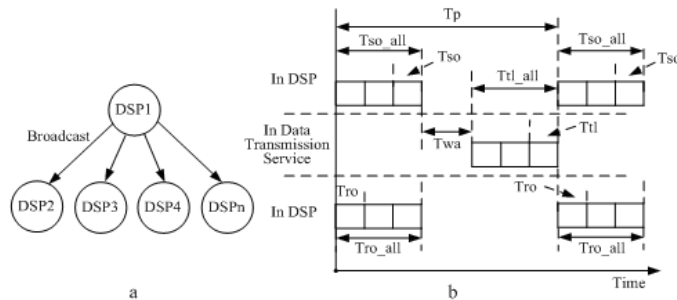 DSP1
Broadcast
DSP2
DSP3
DSP4
DSPn
a
Tp
Tso_all
Tso_all
Tso
Tso
In DSP
Ttl_all
In Data
Transmission
Service
Twa
Ttl
Tro
Tro
In DSP
Tro_all
Tro_all
Time
b